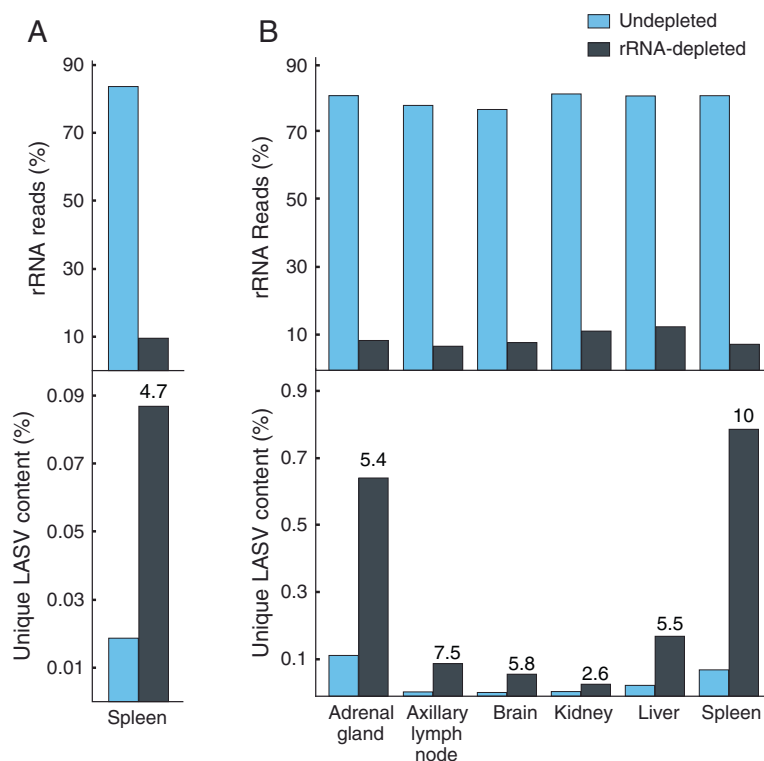 A
B
Undepleted
rRNA-depleted
rRNA reads (%)
90
70
50
30
10
rRNA Reads (%)
90
70
50
30
10
Unique LASV content (%)
0.09
0.07
0.05
0.03
0.01
4.7
Spleen
Unique LASV content (%)
0.9
0.7
0.5
0.3
0.1
5.4
7.5
5.8
2.6
5.5
10
Adrenal
gland
Axillary
lymph
node
Brain
Kidney
Liver
Spleen